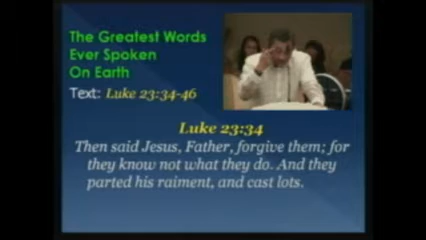 The Greatest Words
Ever Spoken
On Earth
Text: Luke 23:34-46
Luke 23:34
Then said Jesus, Father, forgive them; for
they know not what they do. And they
parted his raiment, and cast lots.